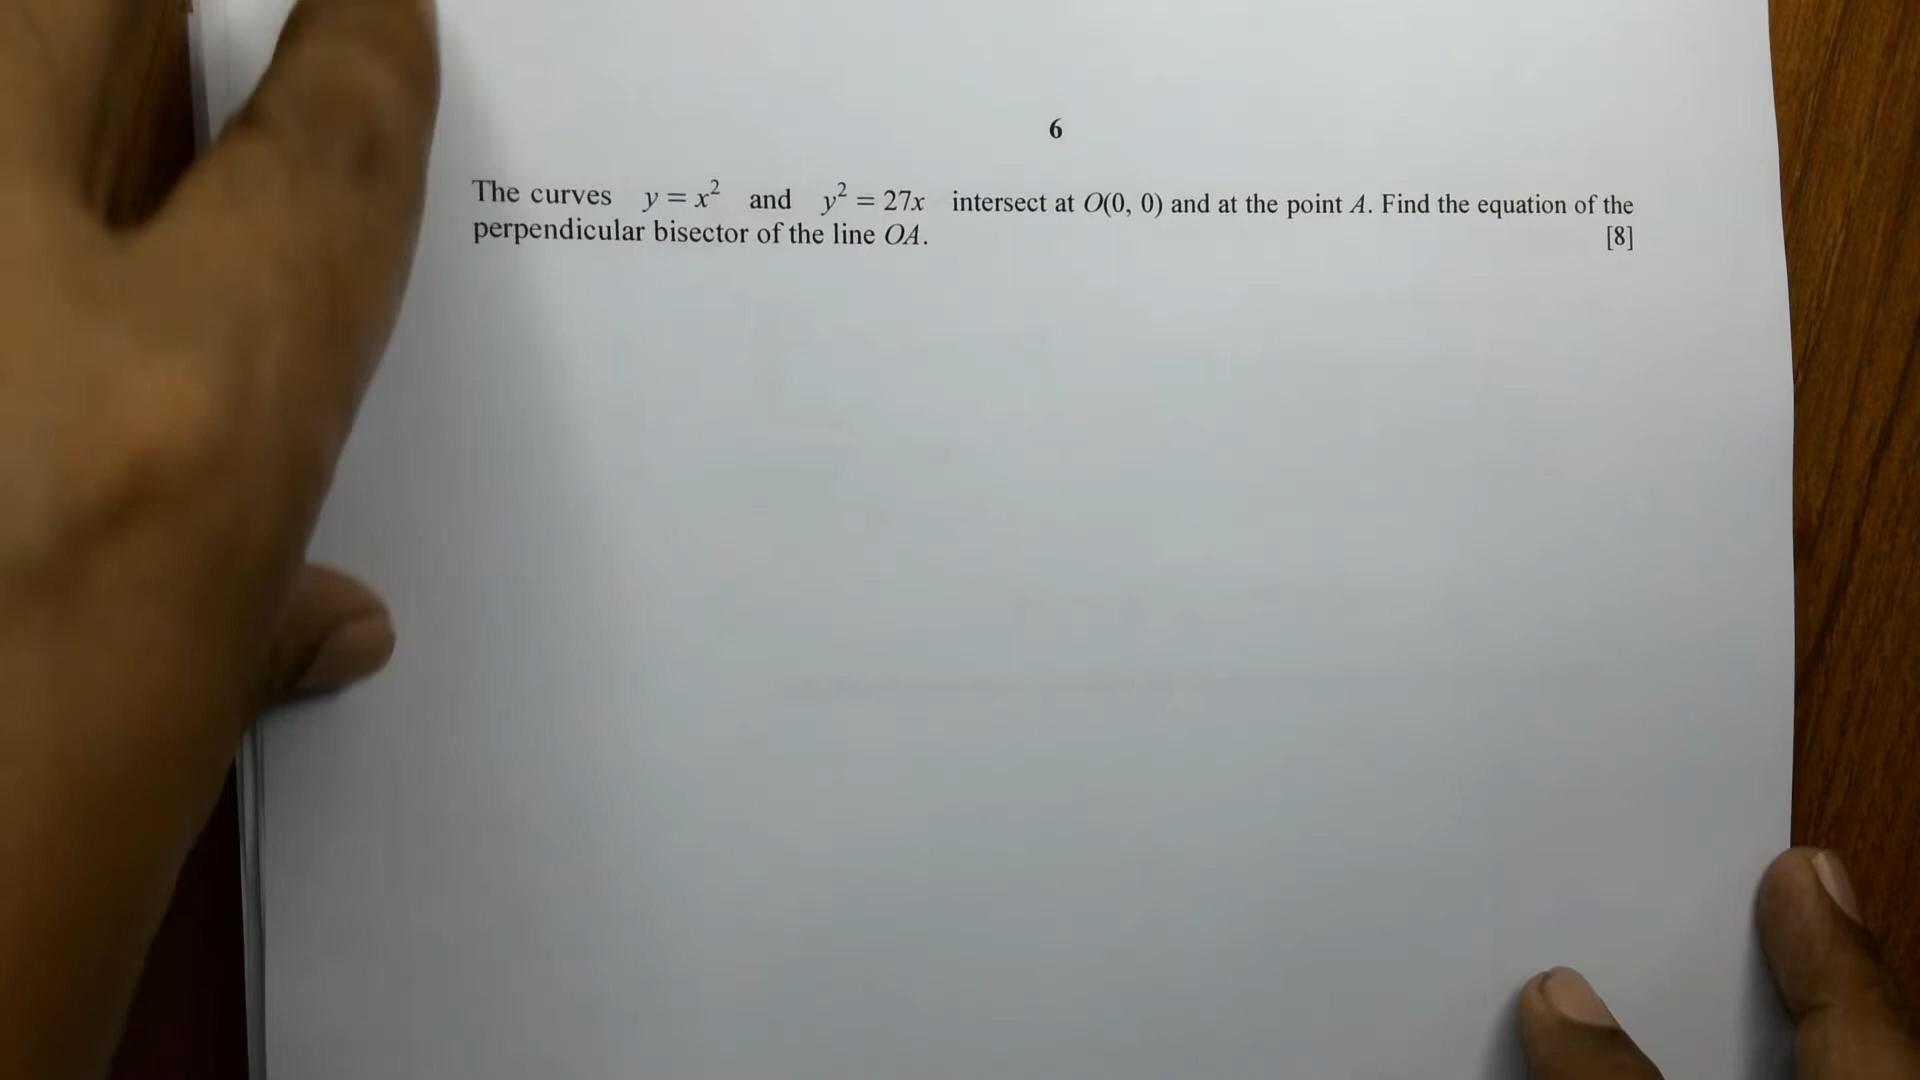 6
The curves y = x² and y² = 27x intersect at O(0, 0) and at the point A. Find the equation of the
perpendicular bisector of the line OA. [8]